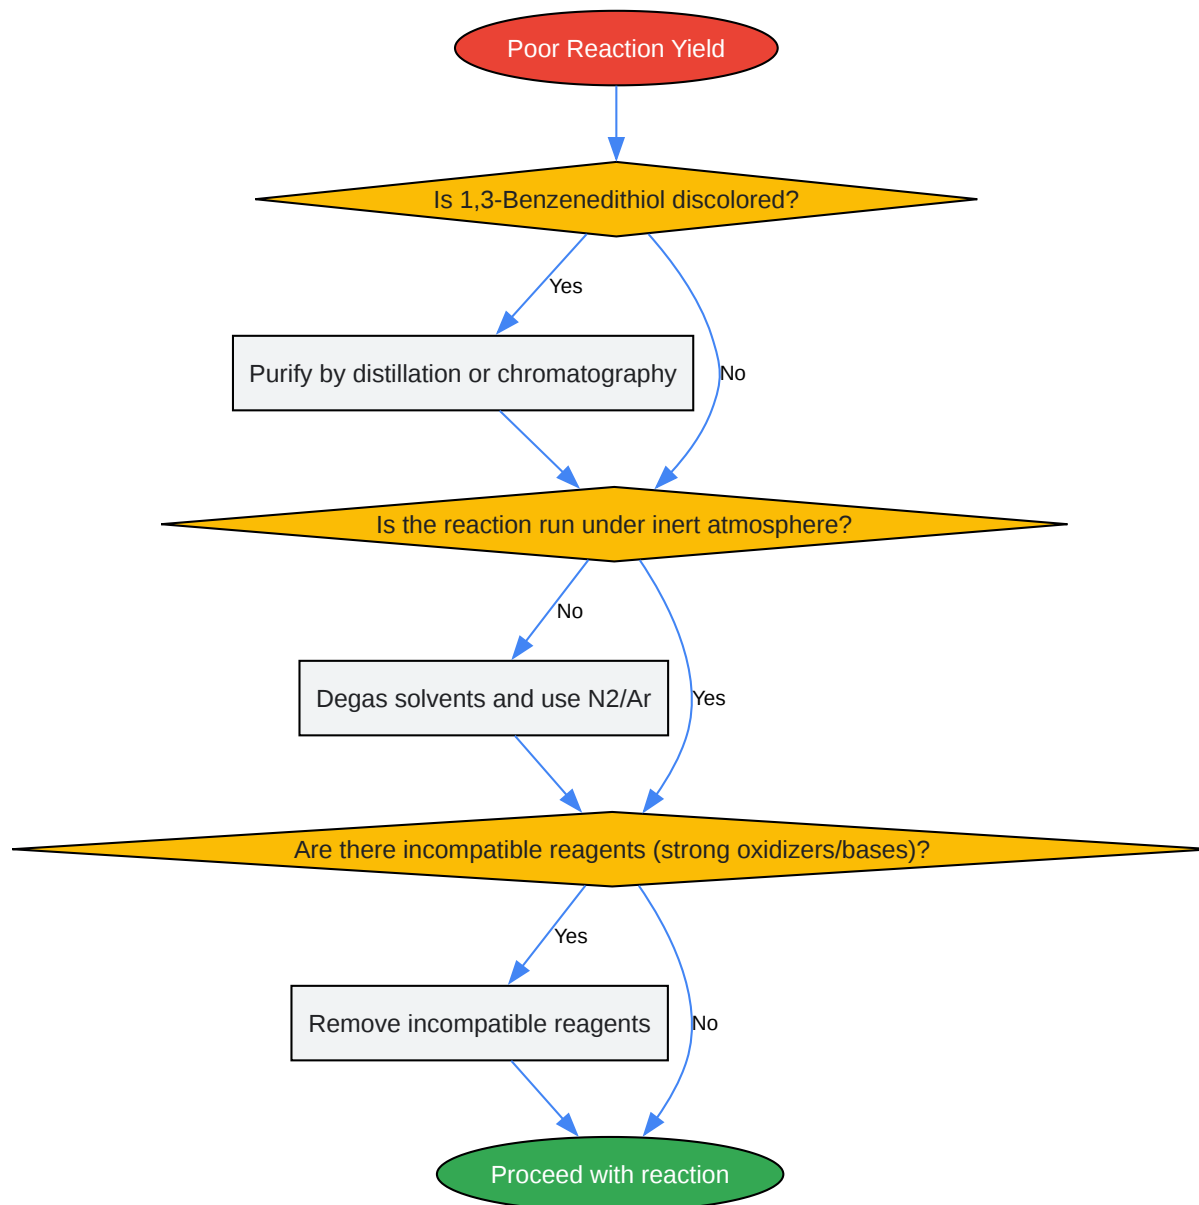 Poor Reaction Yield
Is 1,3-Benzenedithiol discolored?
Yes
Purify by distillation or chromatography
No
Is the reaction run under inert atmosphere?
No
Degas solvents and use N2/Ar
Yes
Are there incompatible reagents (strong oxidizers/bases)?
Yes
Remove incompatible reagents
No
Proceed with reaction